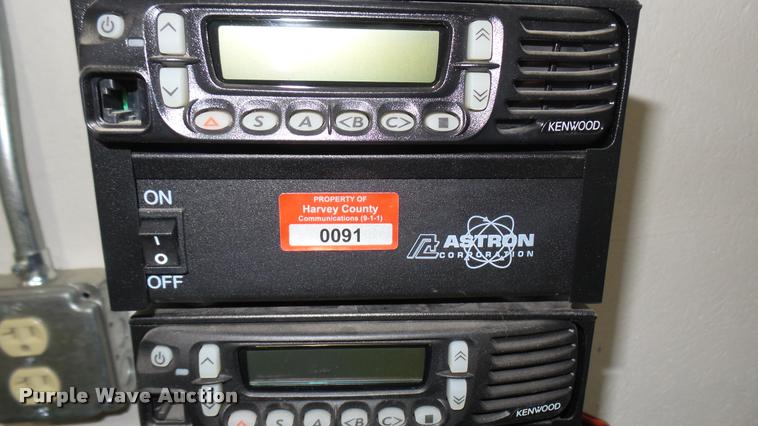 KENWOOD
S A <B C>
ON
PROPERTY OF
Harvey County
Communications (9-1-1)
0091
ASTRON
CORPORATION
I
O
OFF
KENWOOD
S A <B C>
Purple Wave Auction